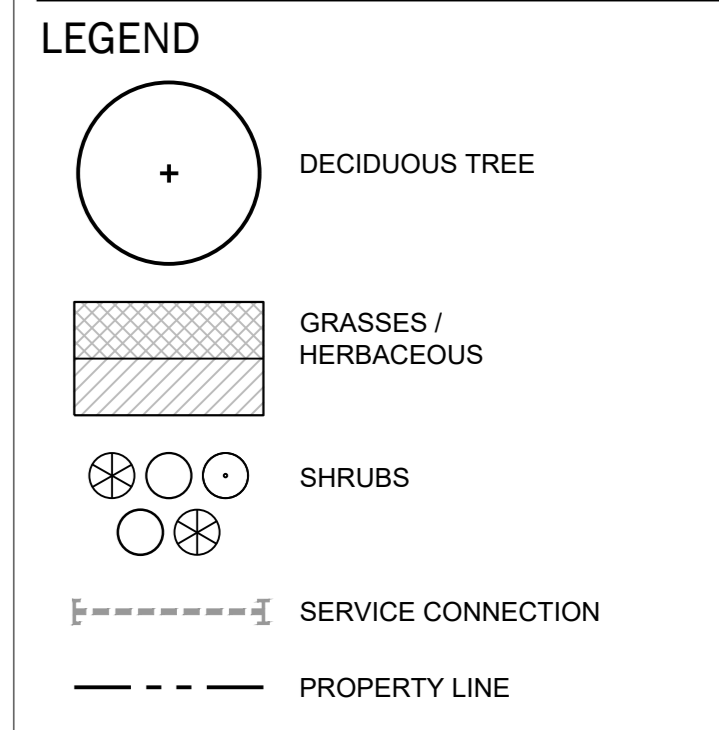 LEGEND
DECIDUOUS TREE
GRASSES /
HERBACEOUS
SHRUBS
SERVICE CONNECTION
PROPERTY LINE